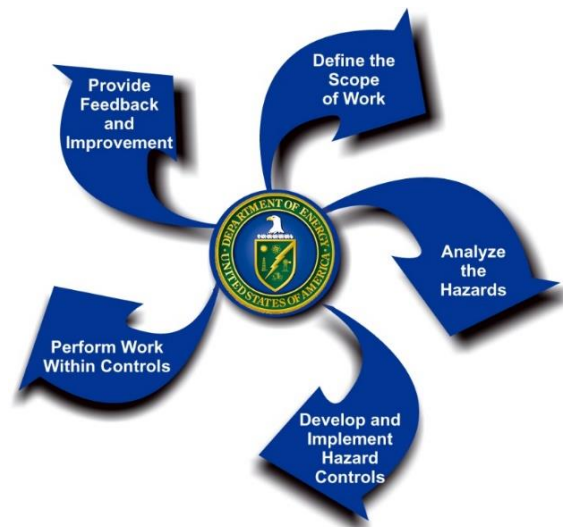 Define the
Scope
of Work
Analyze
the
Hazards
Develop and
Implement
Hazard
Controls
Perform Work
Within Controls
Provide
Feedback
and
Improvement
DEPARTMENT OF ENERGY
UNITED STATES OF AMERICA